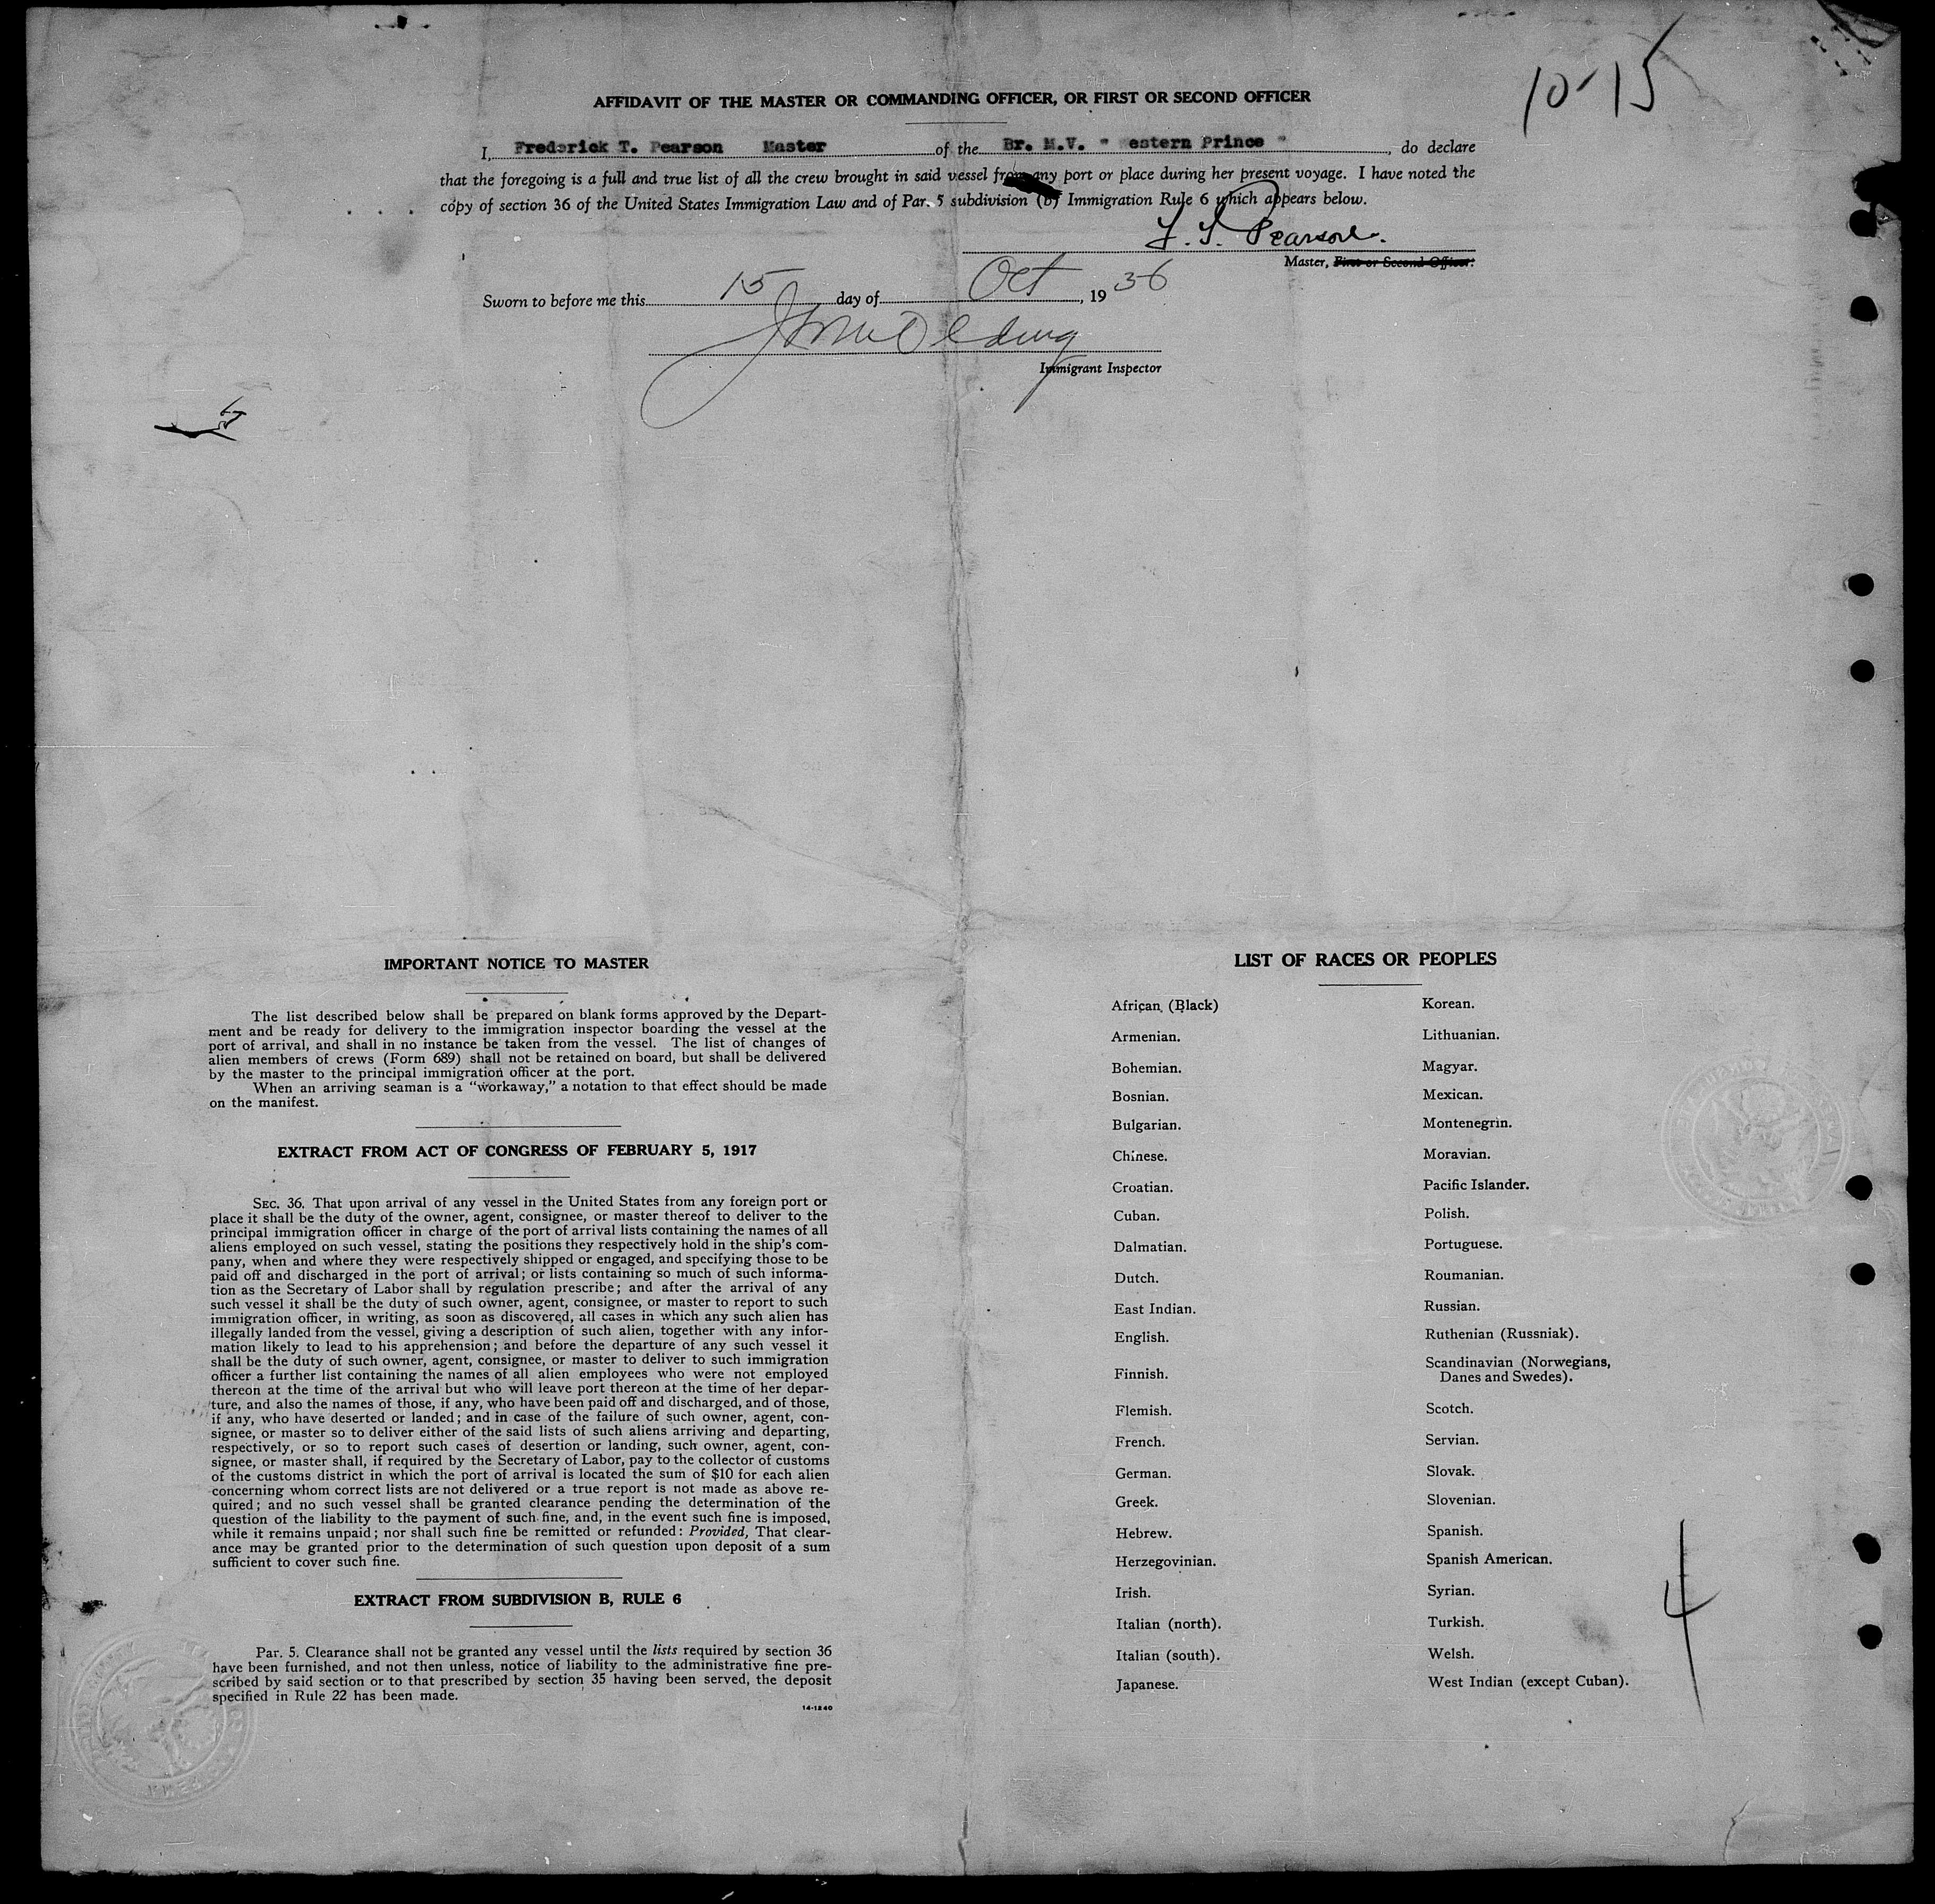 10-15
AFFIDAVIT OF THE MASTER OR COMMANDING OFFICER, OR FIRST OR SECOND OFFICER
I, Frederick T. Pearson Master of the Br. M.V. " estern Prince ", do declare
that the foregoing is a full and true list of all the crew brought in said vessel from any port or place during her present voyage. I have noted the
copy of section 36 of the United States Immigration Law and of Par. 5 subdivision (b) Immigration Rule 6 which appears below.
F. T. Pearson.
Master, First or Second Officer.
Sworn to before me this 15 day of Oct, 19 36
Immigrant Inspector
IMPORTANT NOTICE TO MASTER
The list described below shall be prepared on blank forms approved by the Depart-
ment and be ready for delivery to the immigration inspector boarding the vessel at the
port of arrival, and shall in no instance be taken from the vessel. The list of changes of
alien members of crews (Form 689) shall not be retained on board, but shall be delivered
by the master to the principal immigration officer at the port.
When an arriving seaman is a "workaway," a notation to that effect should be made
on the manifest.
EXTRACT FROM ACT OF CONGRESS OF FEBRUARY 5, 1917
SEC. 36. That upon arrival of any vessel in the United States from any foreign port or
place it shall be the duty of the owner, agent, consignee, or master thereof to deliver to the
principal immigration officer in charge of the port of arrival lists containing the names of all
aliens employed on such vessel, stating the positions they respectively hold in the ship's com-
pany, when and where they were respectively shipped or engaged, and specifying those to be
paid off and discharged in the port of arrival; or lists containing so much of such informa-
tion as the Secretary of Labor shall by regulation prescribe; and after the arrival of any
such vessel it shall be the duty of such owner, agent, consignee, or master to report to such
immigration officer, in writing, as soon as discovered, all cases in which any such alien has
illegally landed from the vessel, giving a description of such alien, together with any infor-
mation likely to lead to his apprehension; and before the departure of any such vessel it
shall be the duty of such owner, agent, consignee, or master to deliver to such immigration
officer a further list containing the names of all alien employees who were not employed
thereon at the time of the arrival but who will leave port thereon at the time of her depar-
ture, and also the names of those, if any, who have been paid off and discharged, and of those,
if any, who have deserted or landed; and in case of the failure of such owner, agent, con-
signee, or master so to deliver either of the said lists of such aliens arriving and departing,
respectively, or so to report such cases of desertion or landing, such owner, agent, con-
signee, or master shall, if required by the Secretary of Labor, pay to the collector of customs
of the customs district in which the port of arrival is located the sum of $10 for each alien
concerning whom correct lists are not delivered or a true report is not made as above re-
quired; and no such vessel shall be granted clearance pending the determination of the
question of the liability to the payment of such fine, and, in the event such fine is imposed,
while it remains unpaid; nor shall such fine be remitted or refunded: Provided, That clear-
ance may be granted prior to the determination of such question upon deposit of a sum
sufficient to cover such fine.
EXTRACT FROM SUBDIVISION B, RULE 6
Par. 5. Clearance shall not be granted any vessel until the lists required by section 36
have been furnished, and not then unless, notice of liability to the administrative fine pre-
scribed by said section or to that prescribed by section 35 having been served, the deposit
specified in Rule 22 has been made.
14-1240
LIST OF RACES OR PEOPLES
African (Black)
Armenian.
Bohemian.
Bosnian.
Bulgarian.
Chinese.
Croatian.
Cuban.
Dalmatian.
Dutch.
East Indian.
English.
Finnish.
Flemish.
French.
German.
Greek.
Hebrew.
Herzegovinian.
Irish.
Italian (north).
Italian (south).
Japanese.
Korean.
Lithuanian.
Magyar.
Mexican.
Montenegrin.
Moravian.
Pacific Islander.
Polish.
Portuguese.
Roumanian.
Russian.
Ruthenian (Russniak).
Scandinavian (Norwegians,
Danes and Swedes).
Scotch.
Servian.
Slovak.
Slovenian.
Spanish.
Spanish American.
Syrian.
Turkish.
Welsh.
West Indian (except Cuban).
4